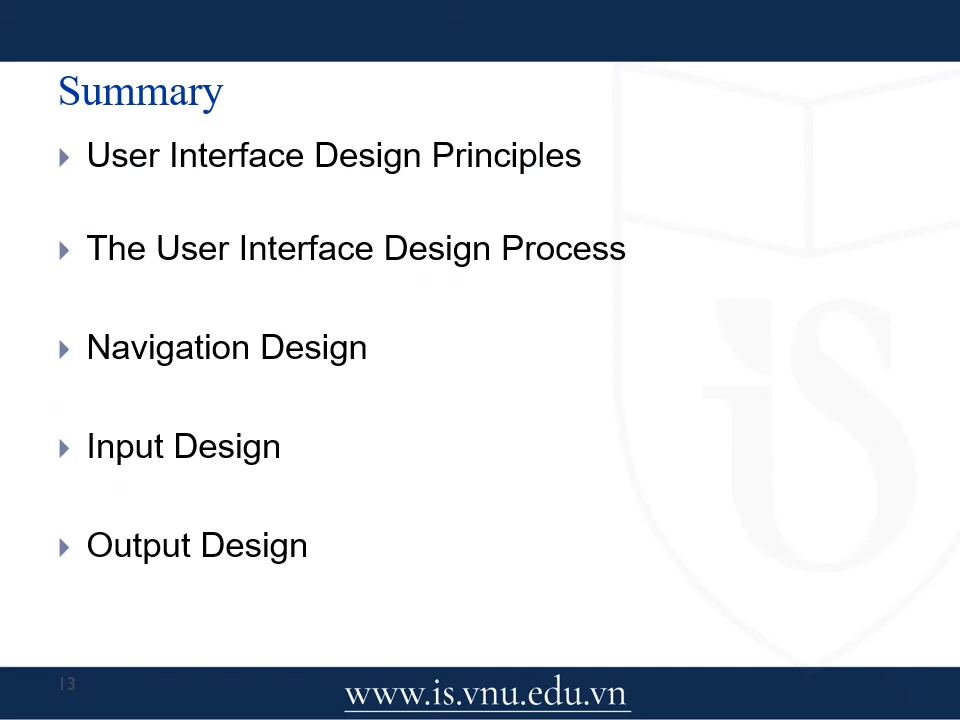 Summary
User Interface Design Principles
The User Interface Design Process
Navigation Design
Input Design
Output Design
13
www.is.vnu.edu.vn
iS